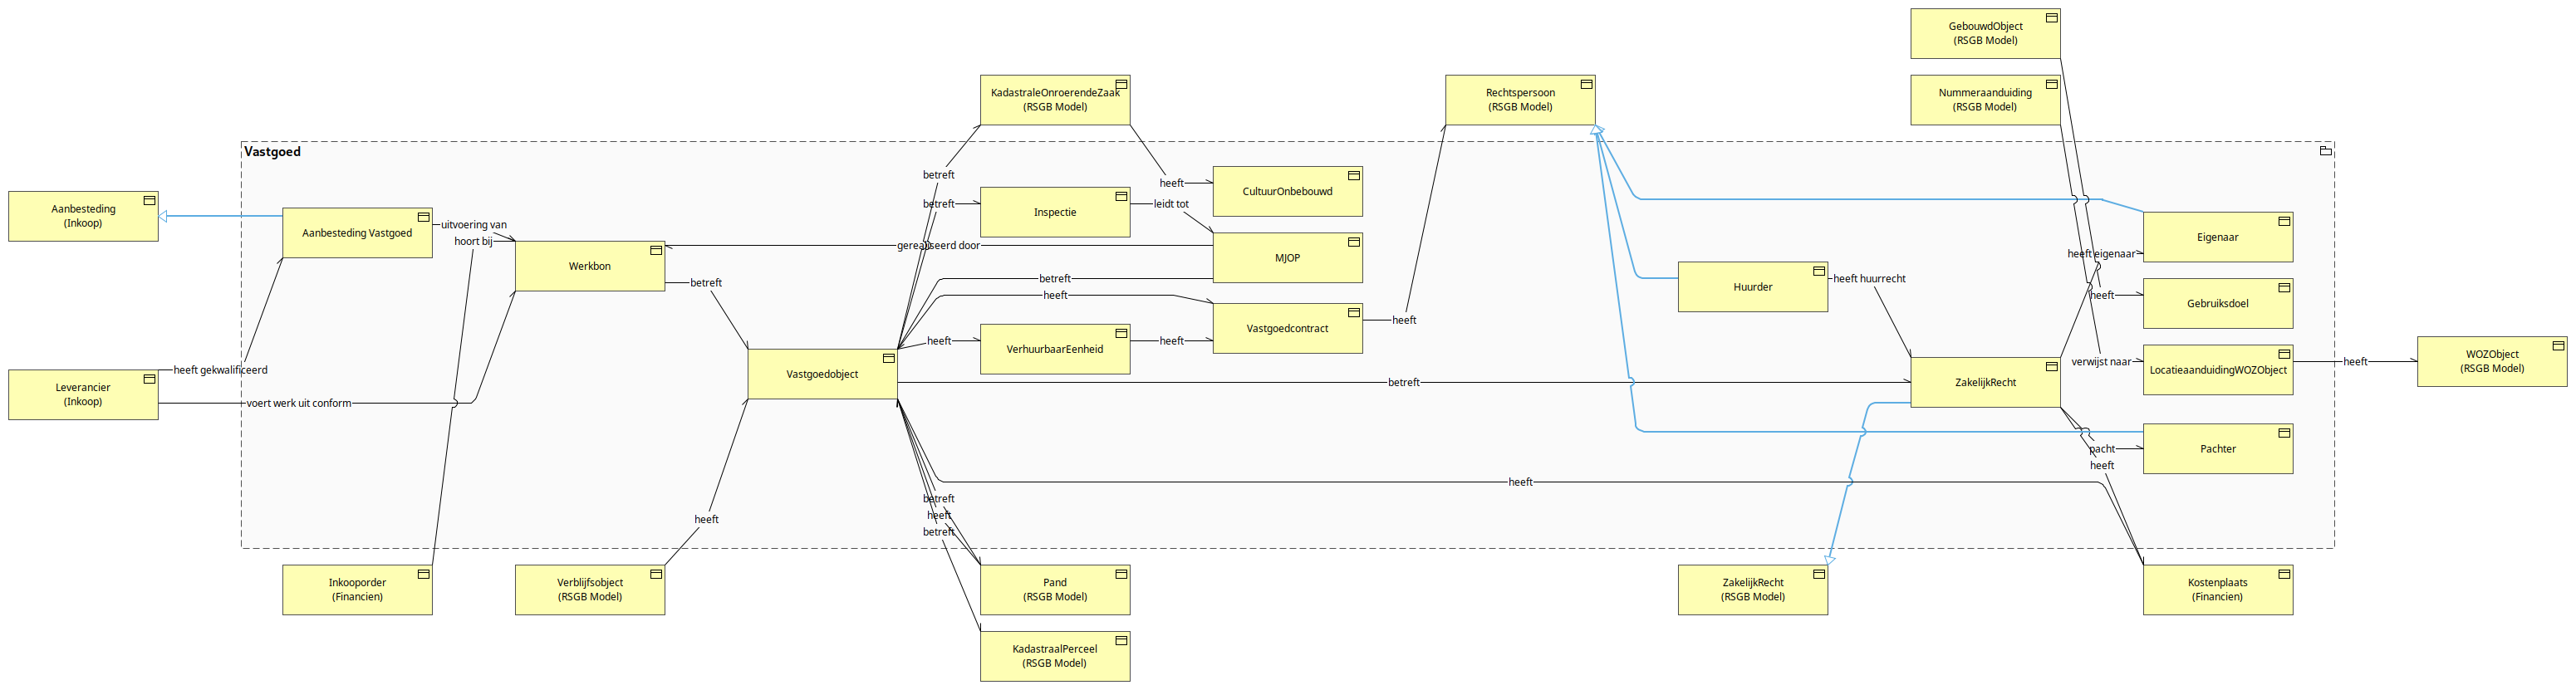 GebouwdObject
(RSGB Model)
KadastraleOnroerendeZaak
(RSGB Model)
Rechtspersoon
(RSGB Model)
Nummeraanduiding
(RSGB Model)
Vastgoed
betreft
heeft
CultuurOnbebouwd
Aanbesteding
(Inkoop)
Aanbesteding Vastgoed
uitvoering van
hoort bij
betreft
Inspectie
leidt tot
Eigenaar
Werkbon
gerealiseerd door
MJOP
heeft eigenaar
betreft
betreft
Huurder
heeft huurrecht
heeft
heeft
Gebruiksdoel
Vastgoedcontract
heeft
heeft
VerhuurbaarEenheid
heeft
verwijst naar
LocatieaanduidingWOZObject
heeft
WOZObject
(RSGB Model)
heeft gekwalificeerd
Leverancier
(Inkoop)
voert werk uit conform
Vastgoedobject
betreft
ZakelijkRecht
pacht
Pachter
heeft
heeft
heeft
betreft
heeft
betreft
Inkooporder
(Financien)
Verblijfsobject
(RSGB Model)
Pand
(RSGB Model)
ZakelijkRecht
(RSGB Model)
Kostenplaats
(Financien)
KadastraalPerceel
(RSGB Model)